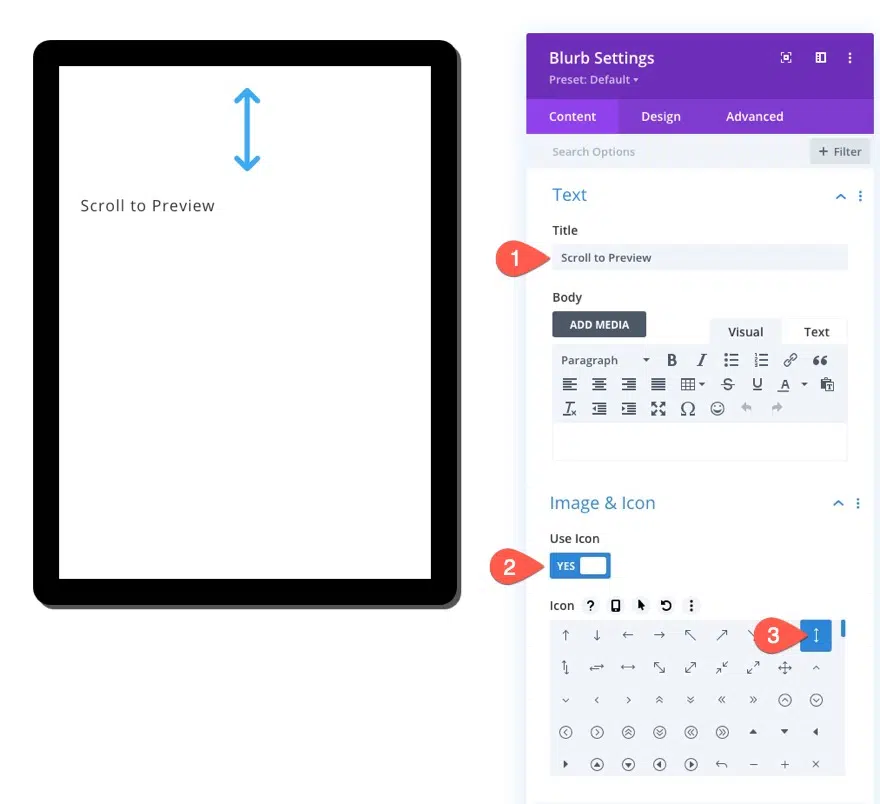 Scroll to Preview
Blurb Settings
Preset: Default
Content Design Advanced
Search Options + Filter
Text
Title
1 Scroll to Preview
Body
ADD MEDIA Visual Text
Paragraph B I
U A
Image & Icon
Use Icon
2 YES
Icon ?
3